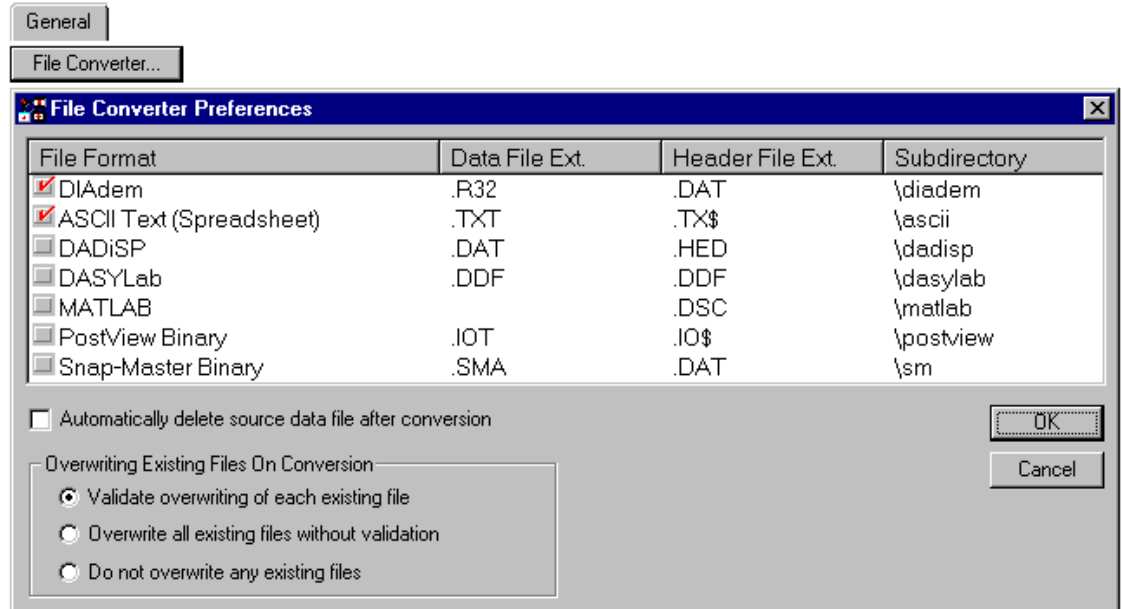 General
File Converter...
File Converter Preferences
File Format Data File Ext. Header File Ext. Subdirectory
DIAdem .R32 .DAT \diadem
ASCII Text (Spreadsheet) .TXT .TX$ \ascii
DADiSP .DAT .HED \dadisp
DASYLab .DDF .DDF \dasylab
MATLAB .DSC \matlab
PostView Binary .IOT .IO$ \postview
Snap-Master Binary .SMA .DAT \sm
Automatically delete source data file after conversion
OK
Overwriting Existing Files On Conversion
Cancel
Validate overwriting of each existing file
Overwrite all existing files without validation
Do not overwrite any existing files